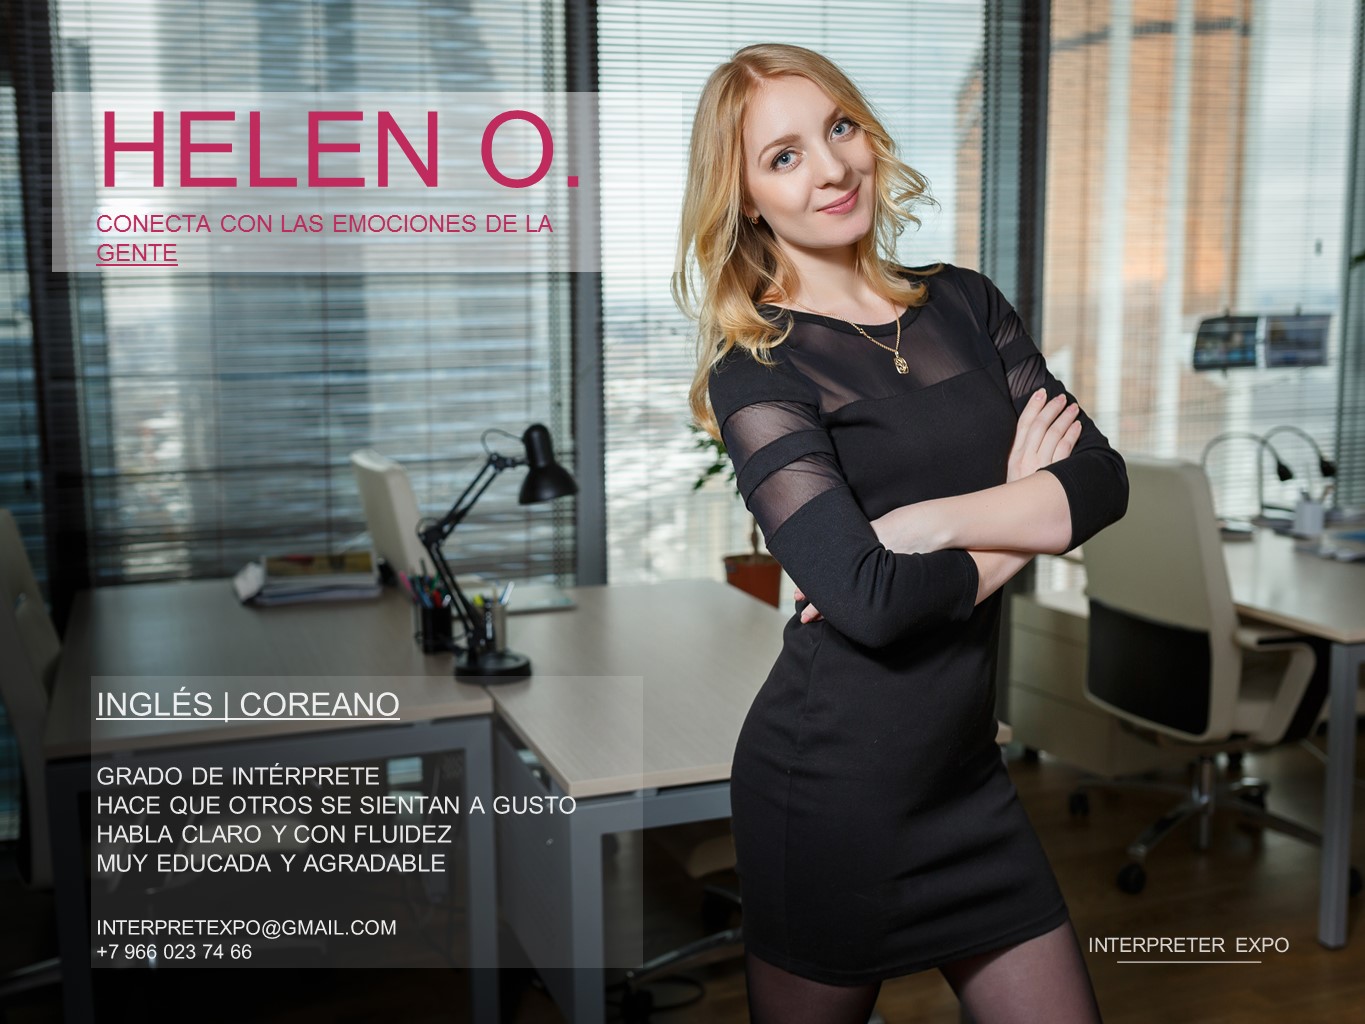 HELEN O.
CONECTA CON LAS EMOCIONES DE LA
GENTE
INGLÉS | COREANO
GRADO DE INTÉRPRETE
HACE QUE OTROS SE SIENTAN A GUSTO
HABLA CLARO Y CON FLUIDEZ
MUY EDUCADA Y AGRADABLE
INTERPRETEXPO@GMAIL.COM
+7 966 023 74 66
INTERPRETER EXPO